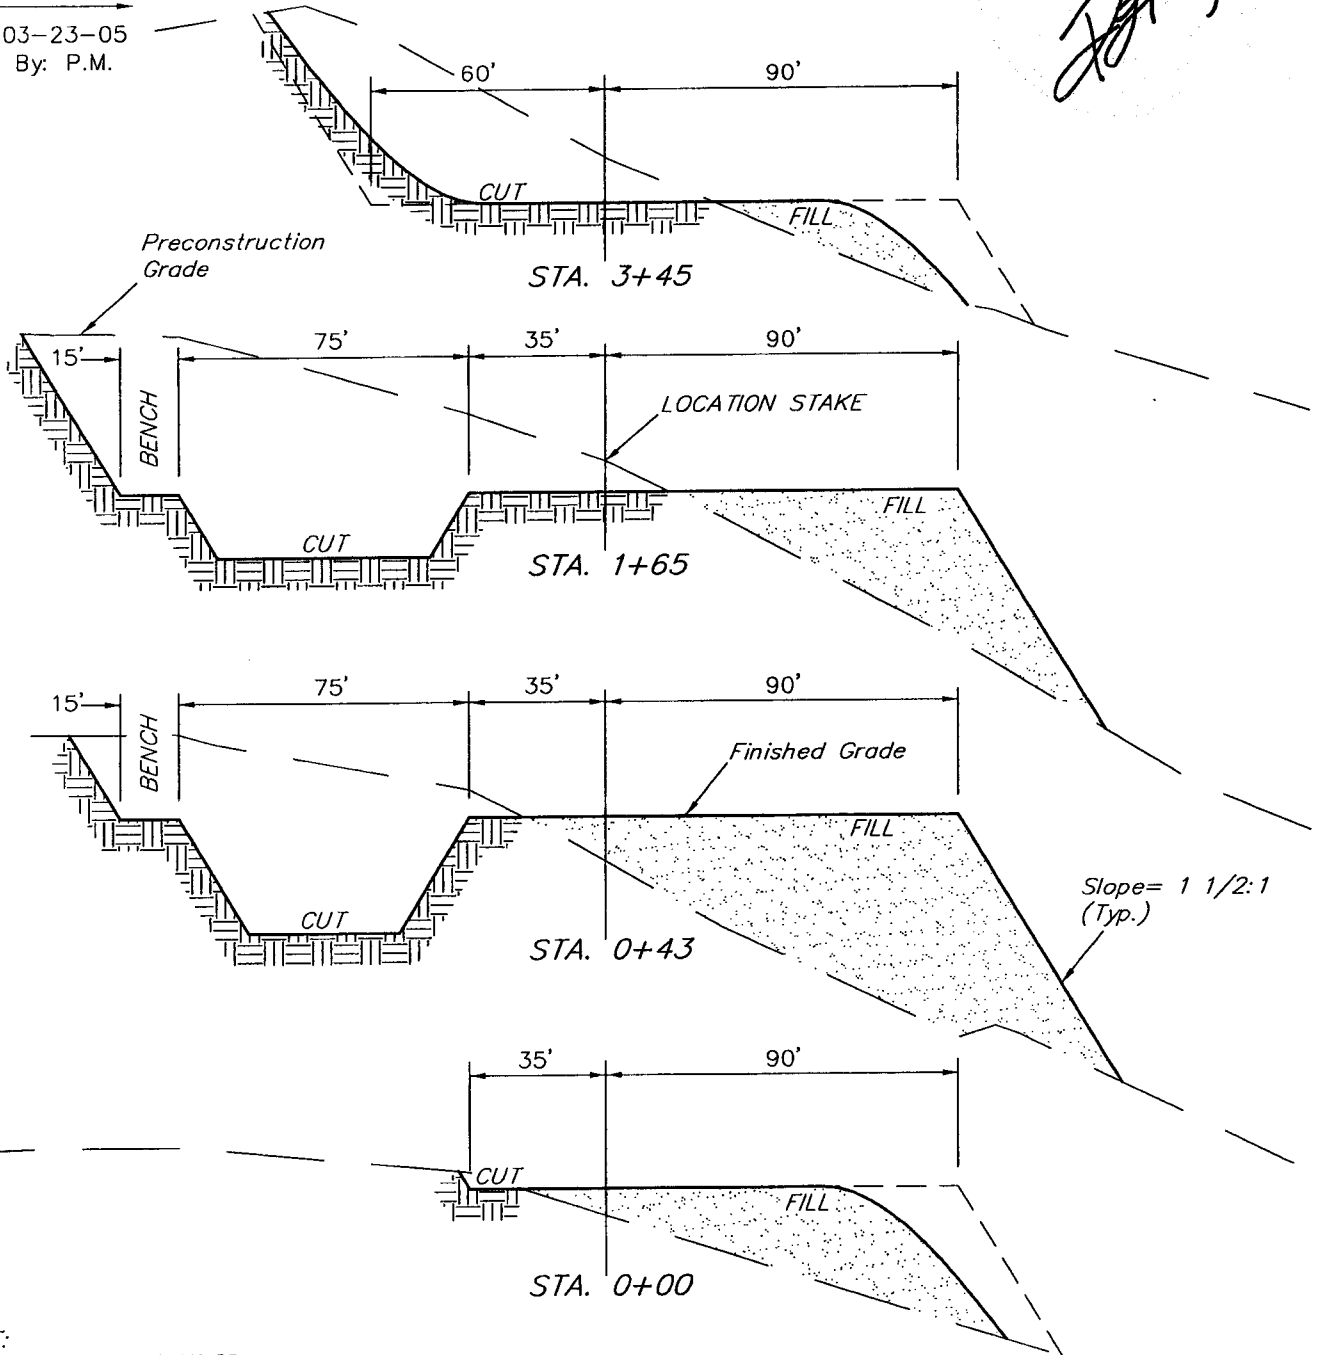 03-23-05
By: P.M.
60' 90'
CUT
FILL
STA. 3+45
Preconstruction
Grade
15' 75' 35' 90'
BENCH
LOCATION STAKE
CUT
FILL
STA. 1+65
15' 75' 35' 90'
BENCH
Finished Grade
CUT
FILL
STA. 0+43
Slope= 1 1/2:1
(Typ.)
35' 90'
CUT
FILL
STA. 0+00